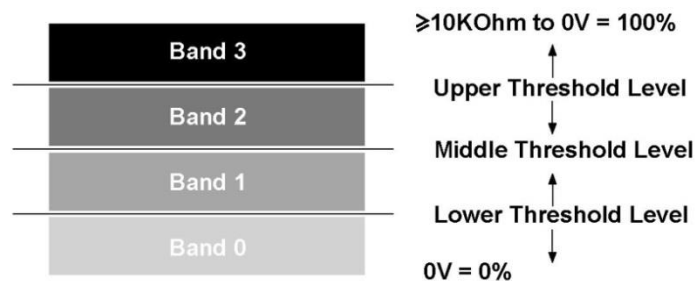 Band 3
Band 2
Band 1
Band 0
⩾10KOhm to 0V = 100%
Upper Threshold Level
Middle Threshold Level
Lower Threshold Level
0V = 0%